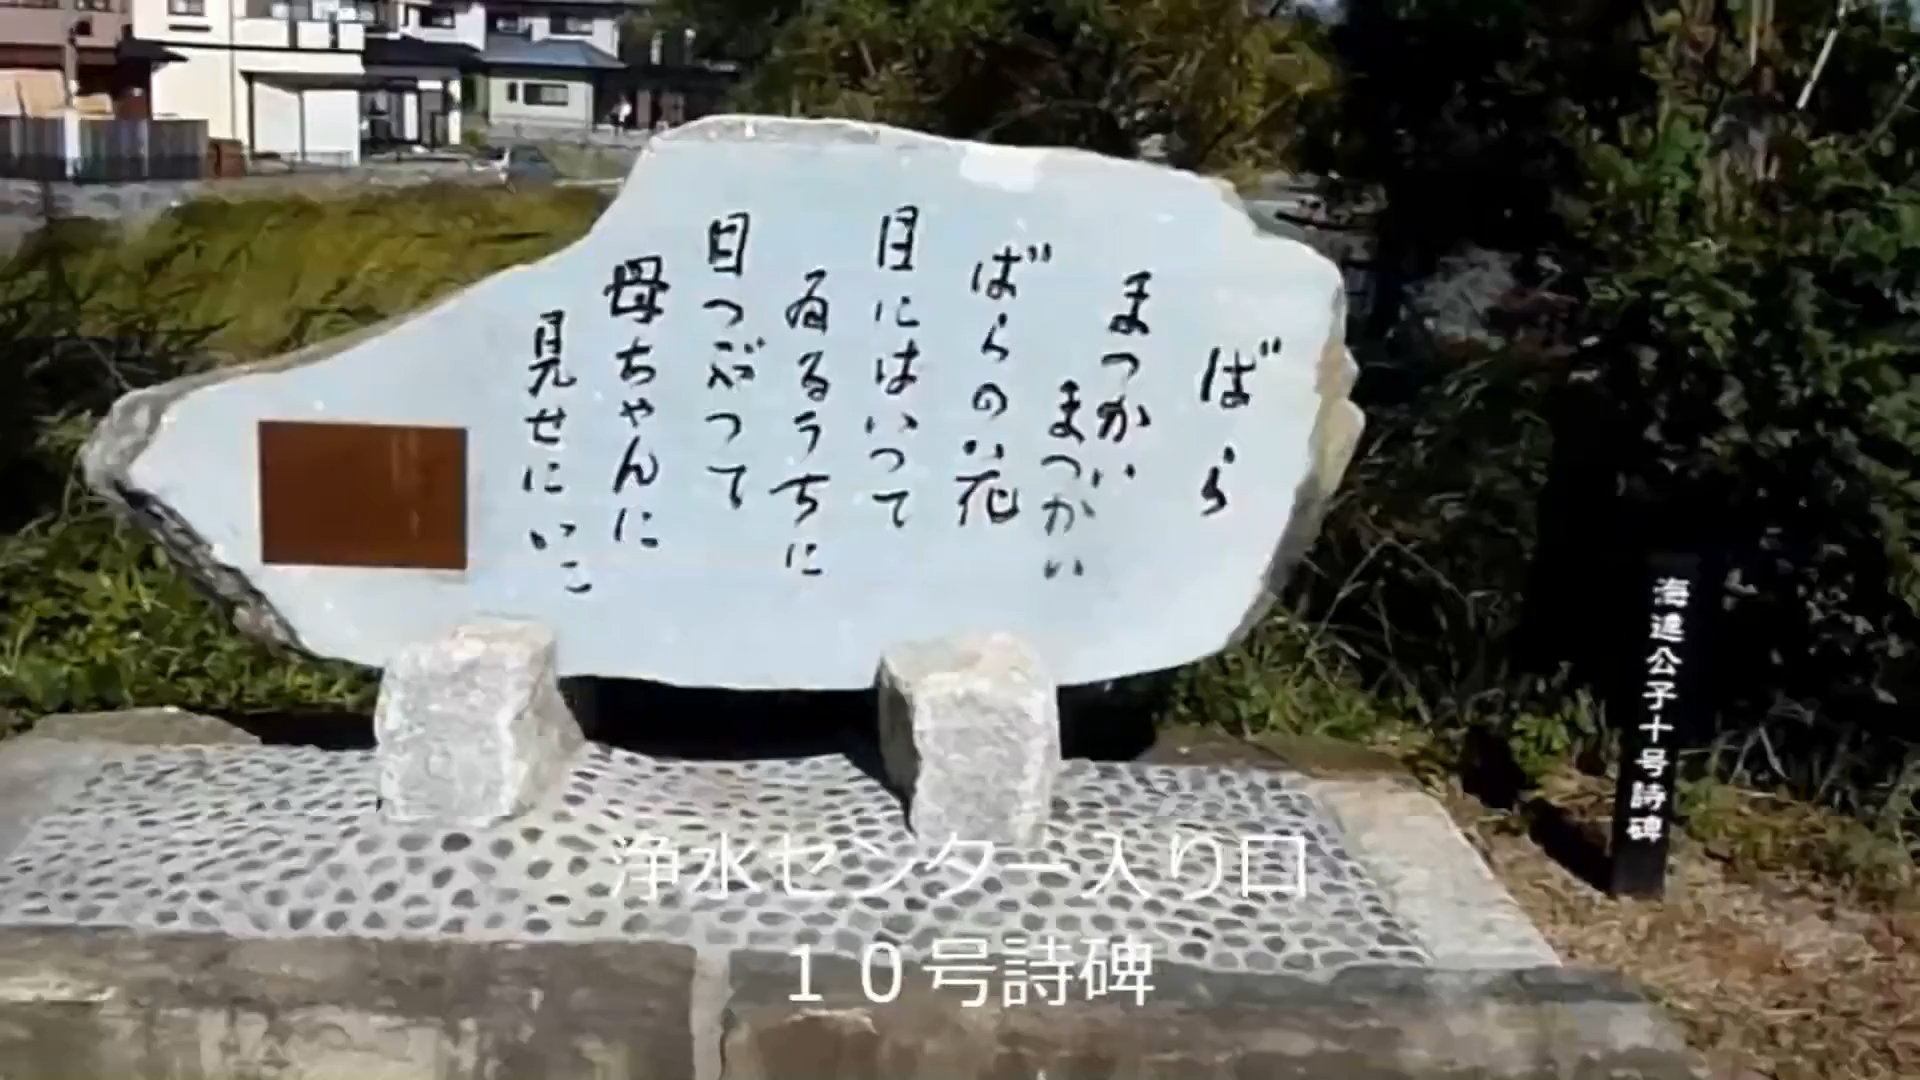 ばら
まつかい
まつかい
ばらの花
目にはいつて
ゐるうちに
目つぶつて
母ちゃんに
見せにいこ
海達公子十号詩碑
浄水センター入り口
１０号詩碑